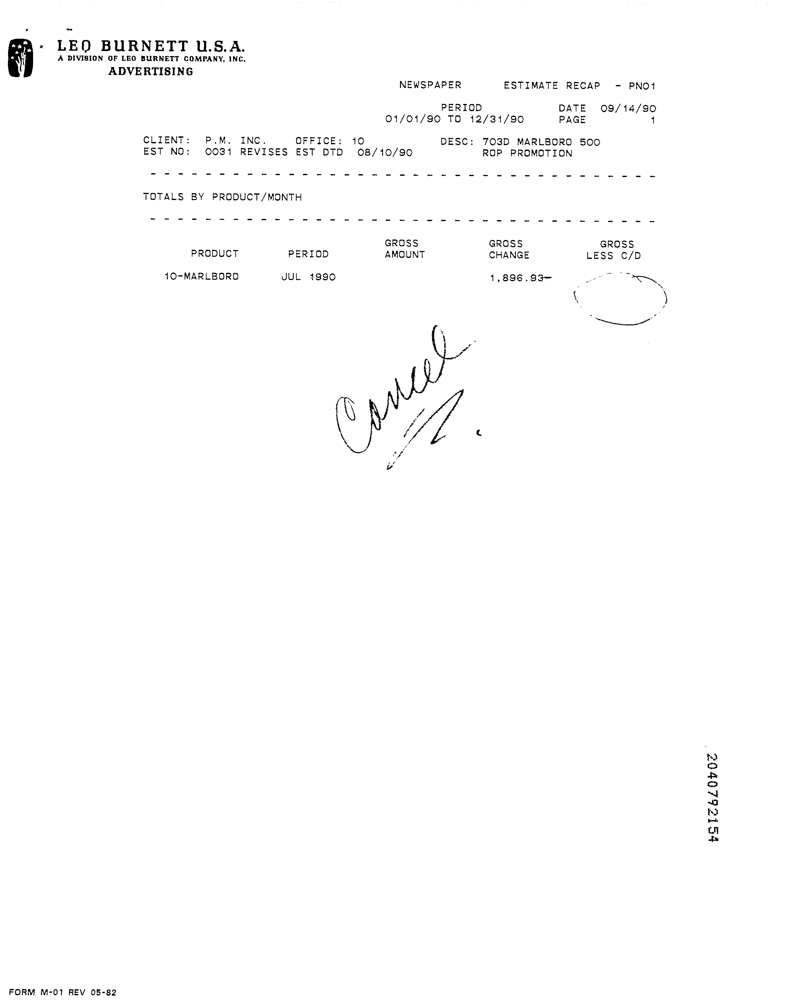 LEO BURNETT U.S.A.
A DIVISION OF LEO BURNETT COMPANY, INC.
ADVERTISING
NEWSPAPER ESTIMATE RECAP - PN01
PERIOD DATE 09/14/90
01/01/90 TO 12/31/90 PAGE 1
CLIENT: P.M. INC. OFFICE: 10 DESC: 703D MARLBORO 500
EST NO: 0031 REVISES EST DTD 08/10/90 ROP PROMOTION
TOTALS BY PRODUCT/MONTH
GROSS GROSS GROSS
PRODUCT PERIOD AMOUNT CHANGE LESS C/D
10-MARLBORO JUL 1990 1,896.93-
Cancel
2040792154
FORM M-01 REV 05-82